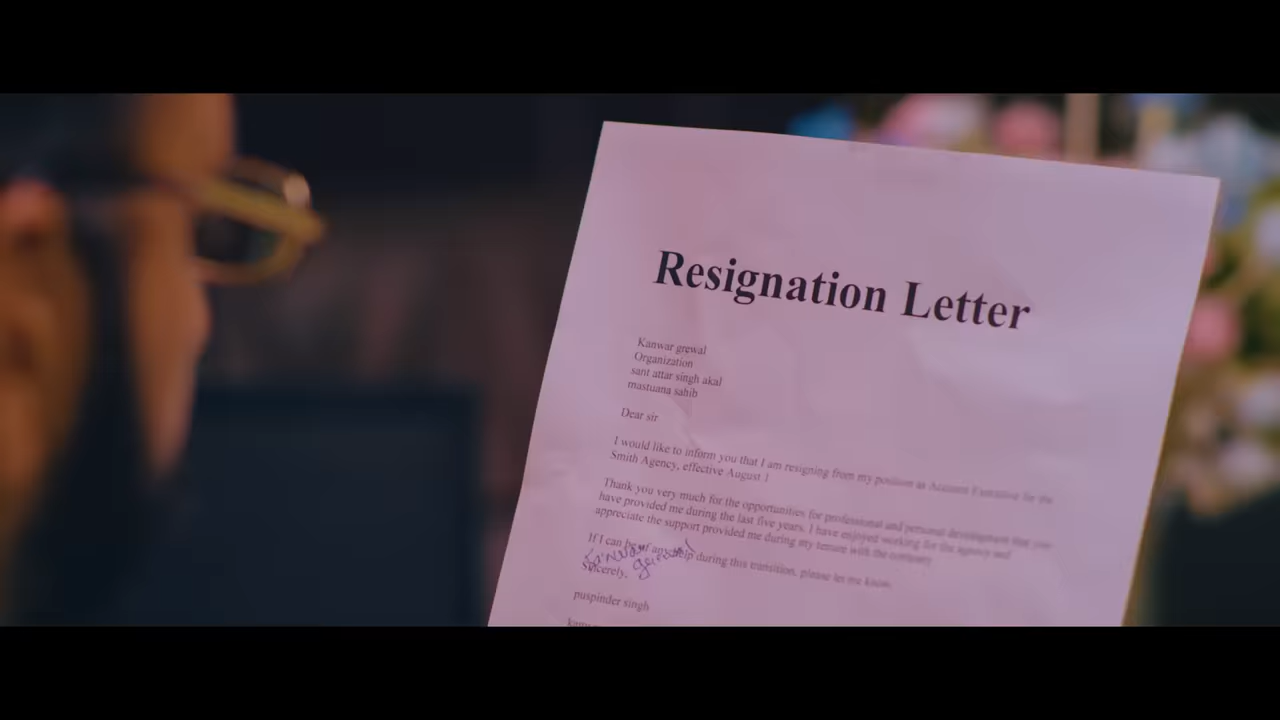 Resignation Letter
Kanwar grewal
Organization
sant attar singh akal
mastuana sahib
Dear sir
I would like to inform you that I am resigning from my position as Account Executive for the
Smith Agency, effective August 1
Thank you very much for the opportunities for professional and personal development that you
have provided me during the last five years. I have enjoyed working for the agency and
appreciate the support provided me during my tenure with the company
If I can be of any help during this transition, please let me know
Sincerely,
puspinder singh